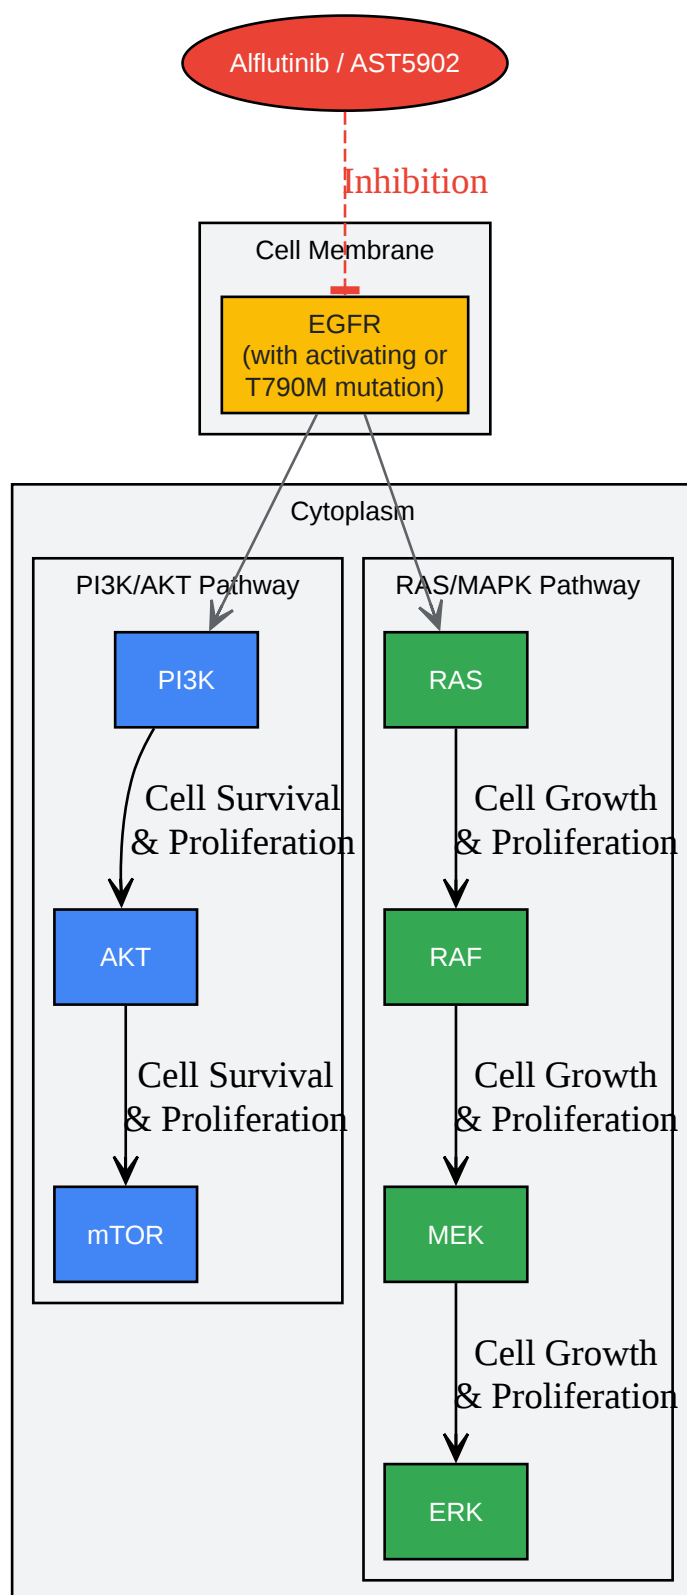 Alflutinib / AST5902
Inhibition
Cell Membrane
EGFR
(with activating or
T790M mutation)
Cytoplasm
PI3K/AKT Pathway
RAS/MAPK Pathway
PI3K
RAS
Cell Survival
& Proliferation
Cell Growth
& Proliferation
AKT
RAF
Cell Survival
& Proliferation
Cell Growth
& Proliferation
mTOR
MEK
Cell Growth
& Proliferation
ERK